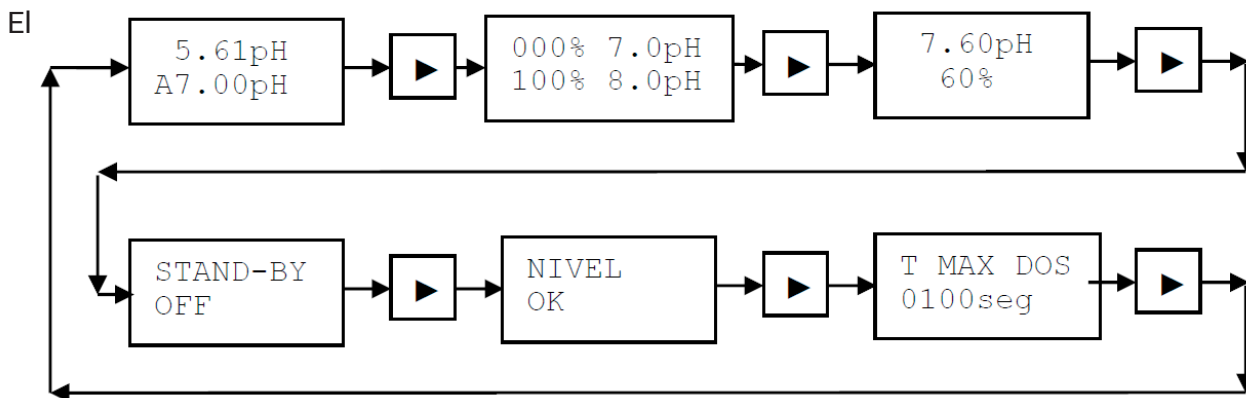 El
5.61pH
A7.00pH
000% 7.0pH
100% 8.0pH
7.60pH
60%
STAND-BY
OFF
NIVEL
OK
T MAX DOS
0100seg